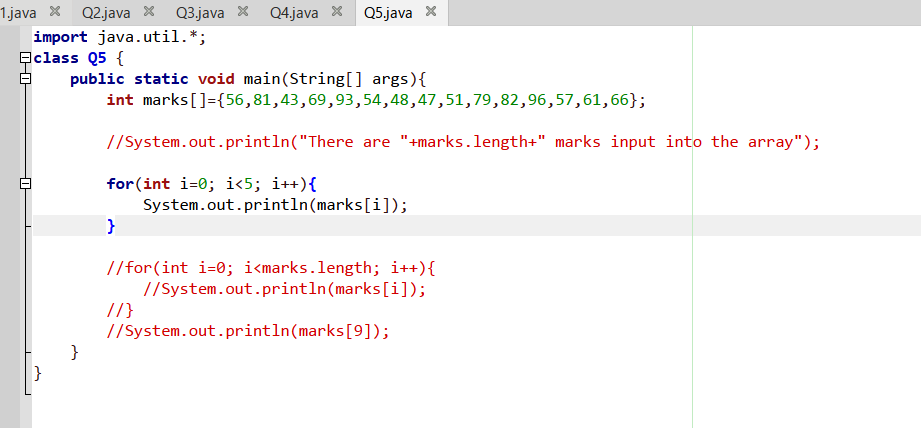 1.java Q2.java Q3.java Q4.java Q5.java
import java.util.*;
class Q5 {
    public static void main(String[] args){
        int marks[]={56,81,43,69,93,54,48,47,51,79,82,96,57,61,66};
        //System.out.println("There are "+marks.length+" marks input into the array");
        for(int i=0; i<5; i++){
            System.out.println(marks[i]);
        }
        //for(int i=0; i<marks.length; i++){
            //System.out.println(marks[i]);
        //}
        //System.out.println(marks[9]);
    }
}